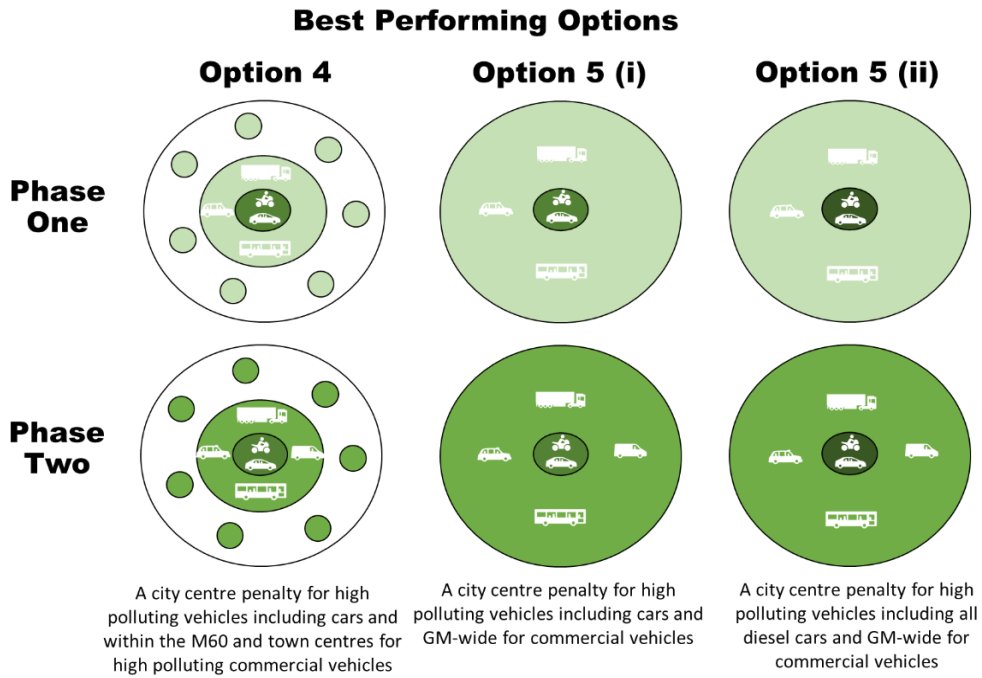 Best Performing Options
Option 4
Option 5 (i)
Option 5 (ii)
Phase
One
Phase
Two
A city centre penalty for high
polluting vehicles including cars and
within the M60 and town centres for
high polluting commercial vehicles
A city centre penalty for high
polluting vehicles including cars and
GM-wide for commercial vehicles
A city centre penalty for high
polluting vehicles including all
diesel cars and GM-wide for
commercial vehicles